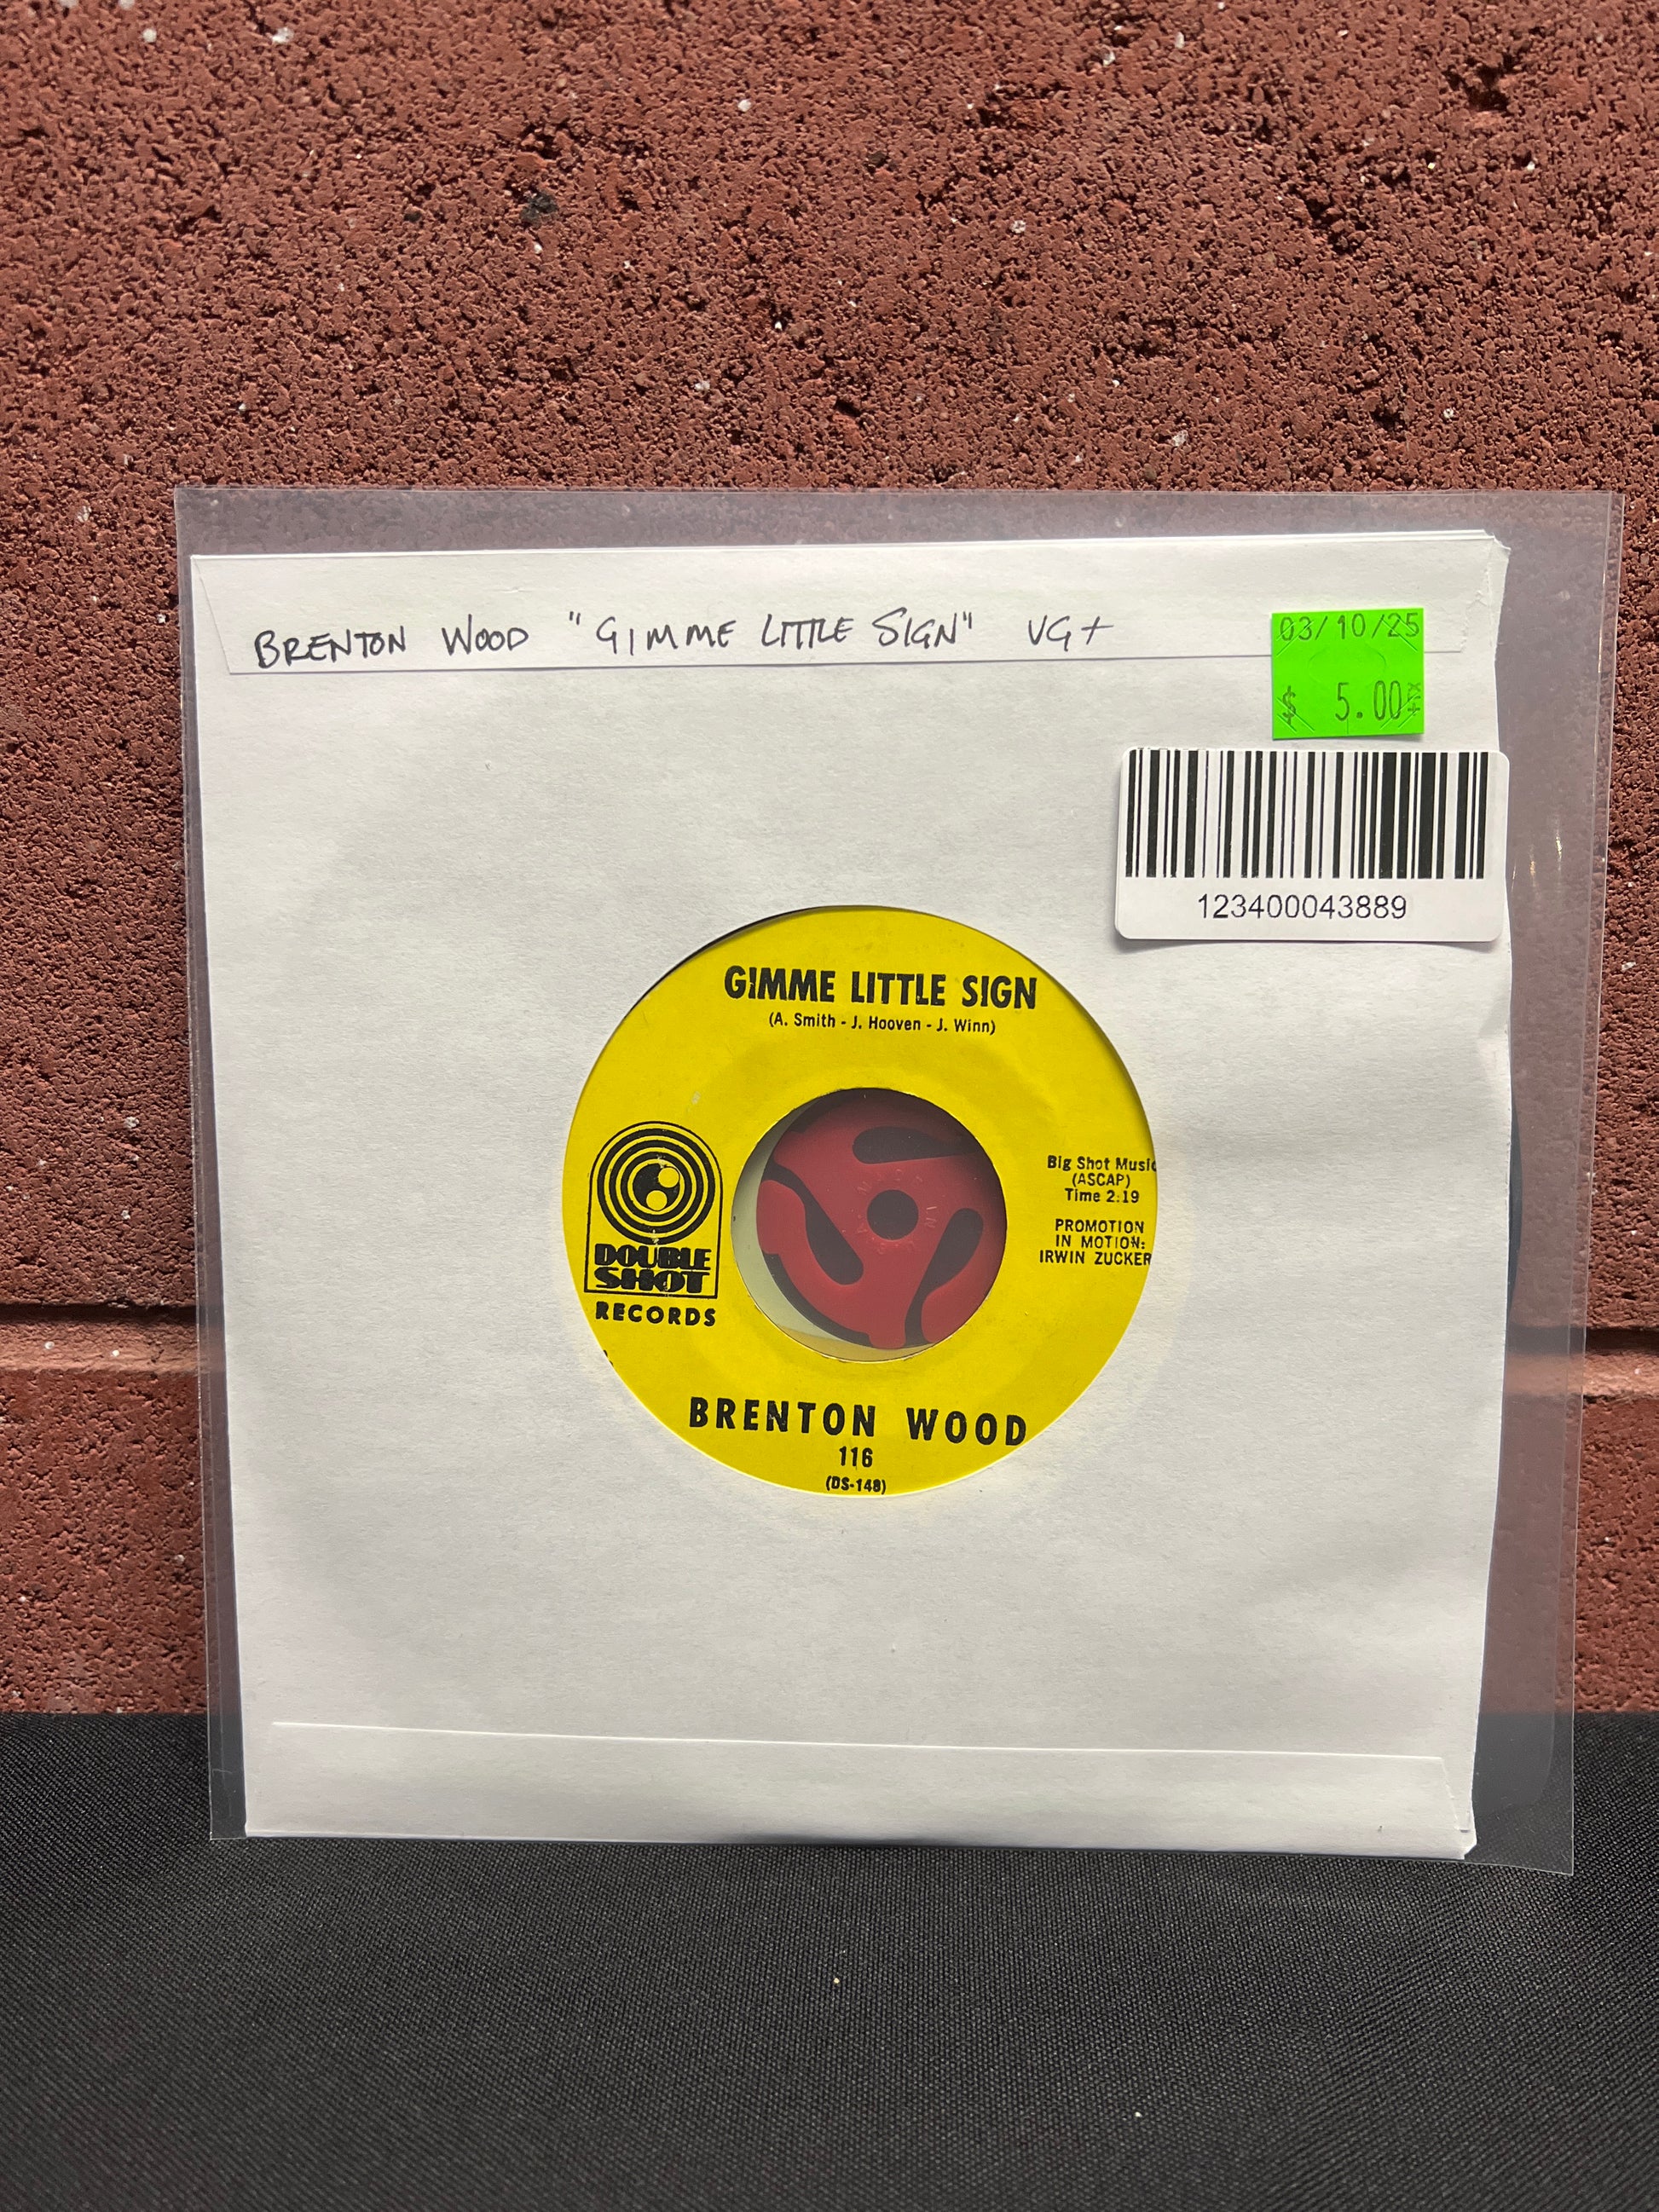 BRENTON WOOD "GIMME LITTLE SIGN" VG+
03/10/25
$ 5.00
123400043889
GIMME LITTLE SIGN
(A. Smith - J. Hooven - J. Winn)
DOUBLE
SHOT
RECORDS
Big Shot Music
(ASCAP)
Time 2:19
PROMOTION
IN MOTION:
IRWIN ZUCKER
BRENTON WOOD
116
(DS-148)